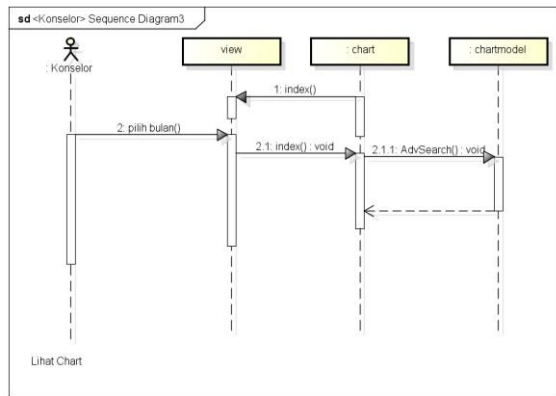 sd <Konselor> Sequence Diagram3
: Konselor
view
: chart
: chartmodel
1: index()
2: pilih bulan()
2.1: index() : void
2.1.1: AdvSearch() : void
Lihat Chart